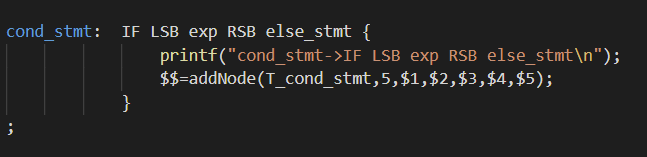 cond_stmt:  IF LSB exp RSB else_stmt {
printf("cond_stmt->IF LSB exp RSB else_stmt\n");
$$=addNode(T_cond_stmt,5,$1,$2,$3,$4,$5);
}
;